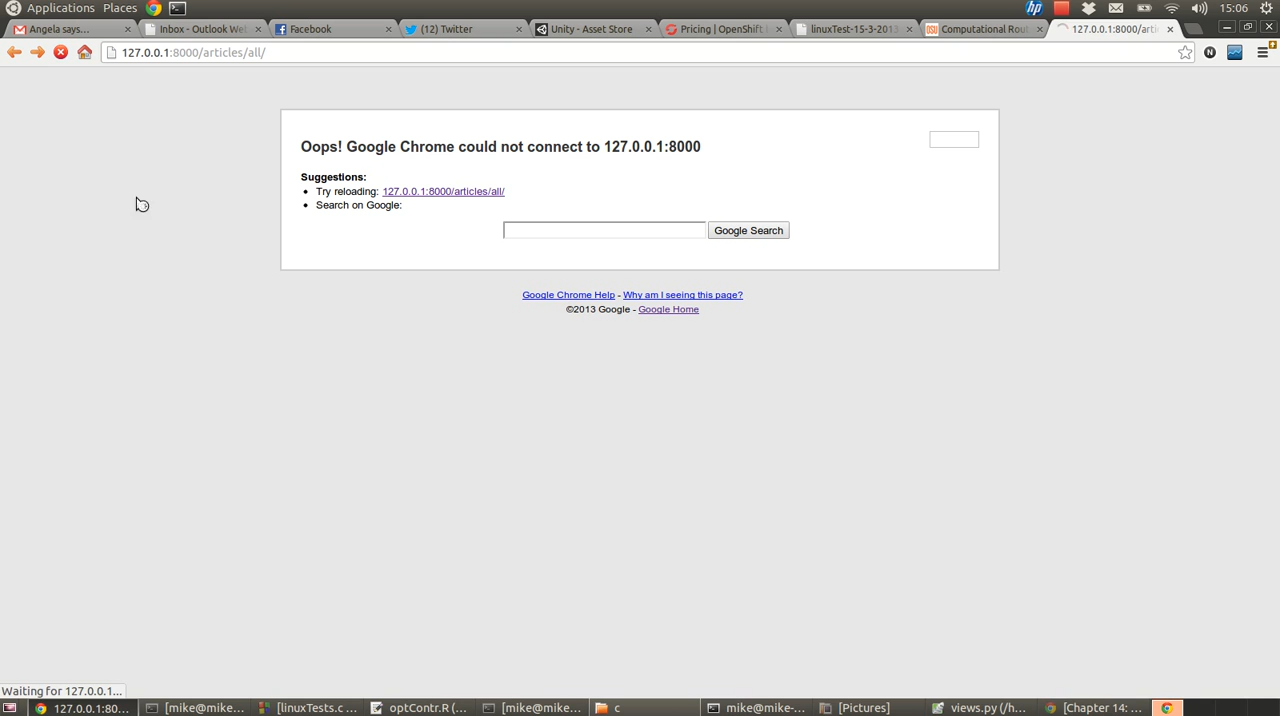 Applications Places 15:06
Angela says... Inbox - Outlook Wel Facebook (12) Twitter Unity - Asset Store Pricing | OpenShift linuxTest-15-3-2013 Computational Rou 127.0.0.1:8000/arti
127.0.0.1:8000/articles/all/
Oops! Google Chrome could not connect to 127.0.0.1:8000
Suggestions:
Try reloading: 127.0.0.1:8000/articles/all/
Search on Google:
Google Search
Google Chrome Help - Why am I seeing this page?
©2013 Google - Google Home
Waiting for 127.0.0.1...
127.0.0.1:80... [mike@mike... [linuxTests.c ... optContr.R (... [mike@mike... c mike@mike-... [Pictures] views.py (/h... [Chapter 14: ...